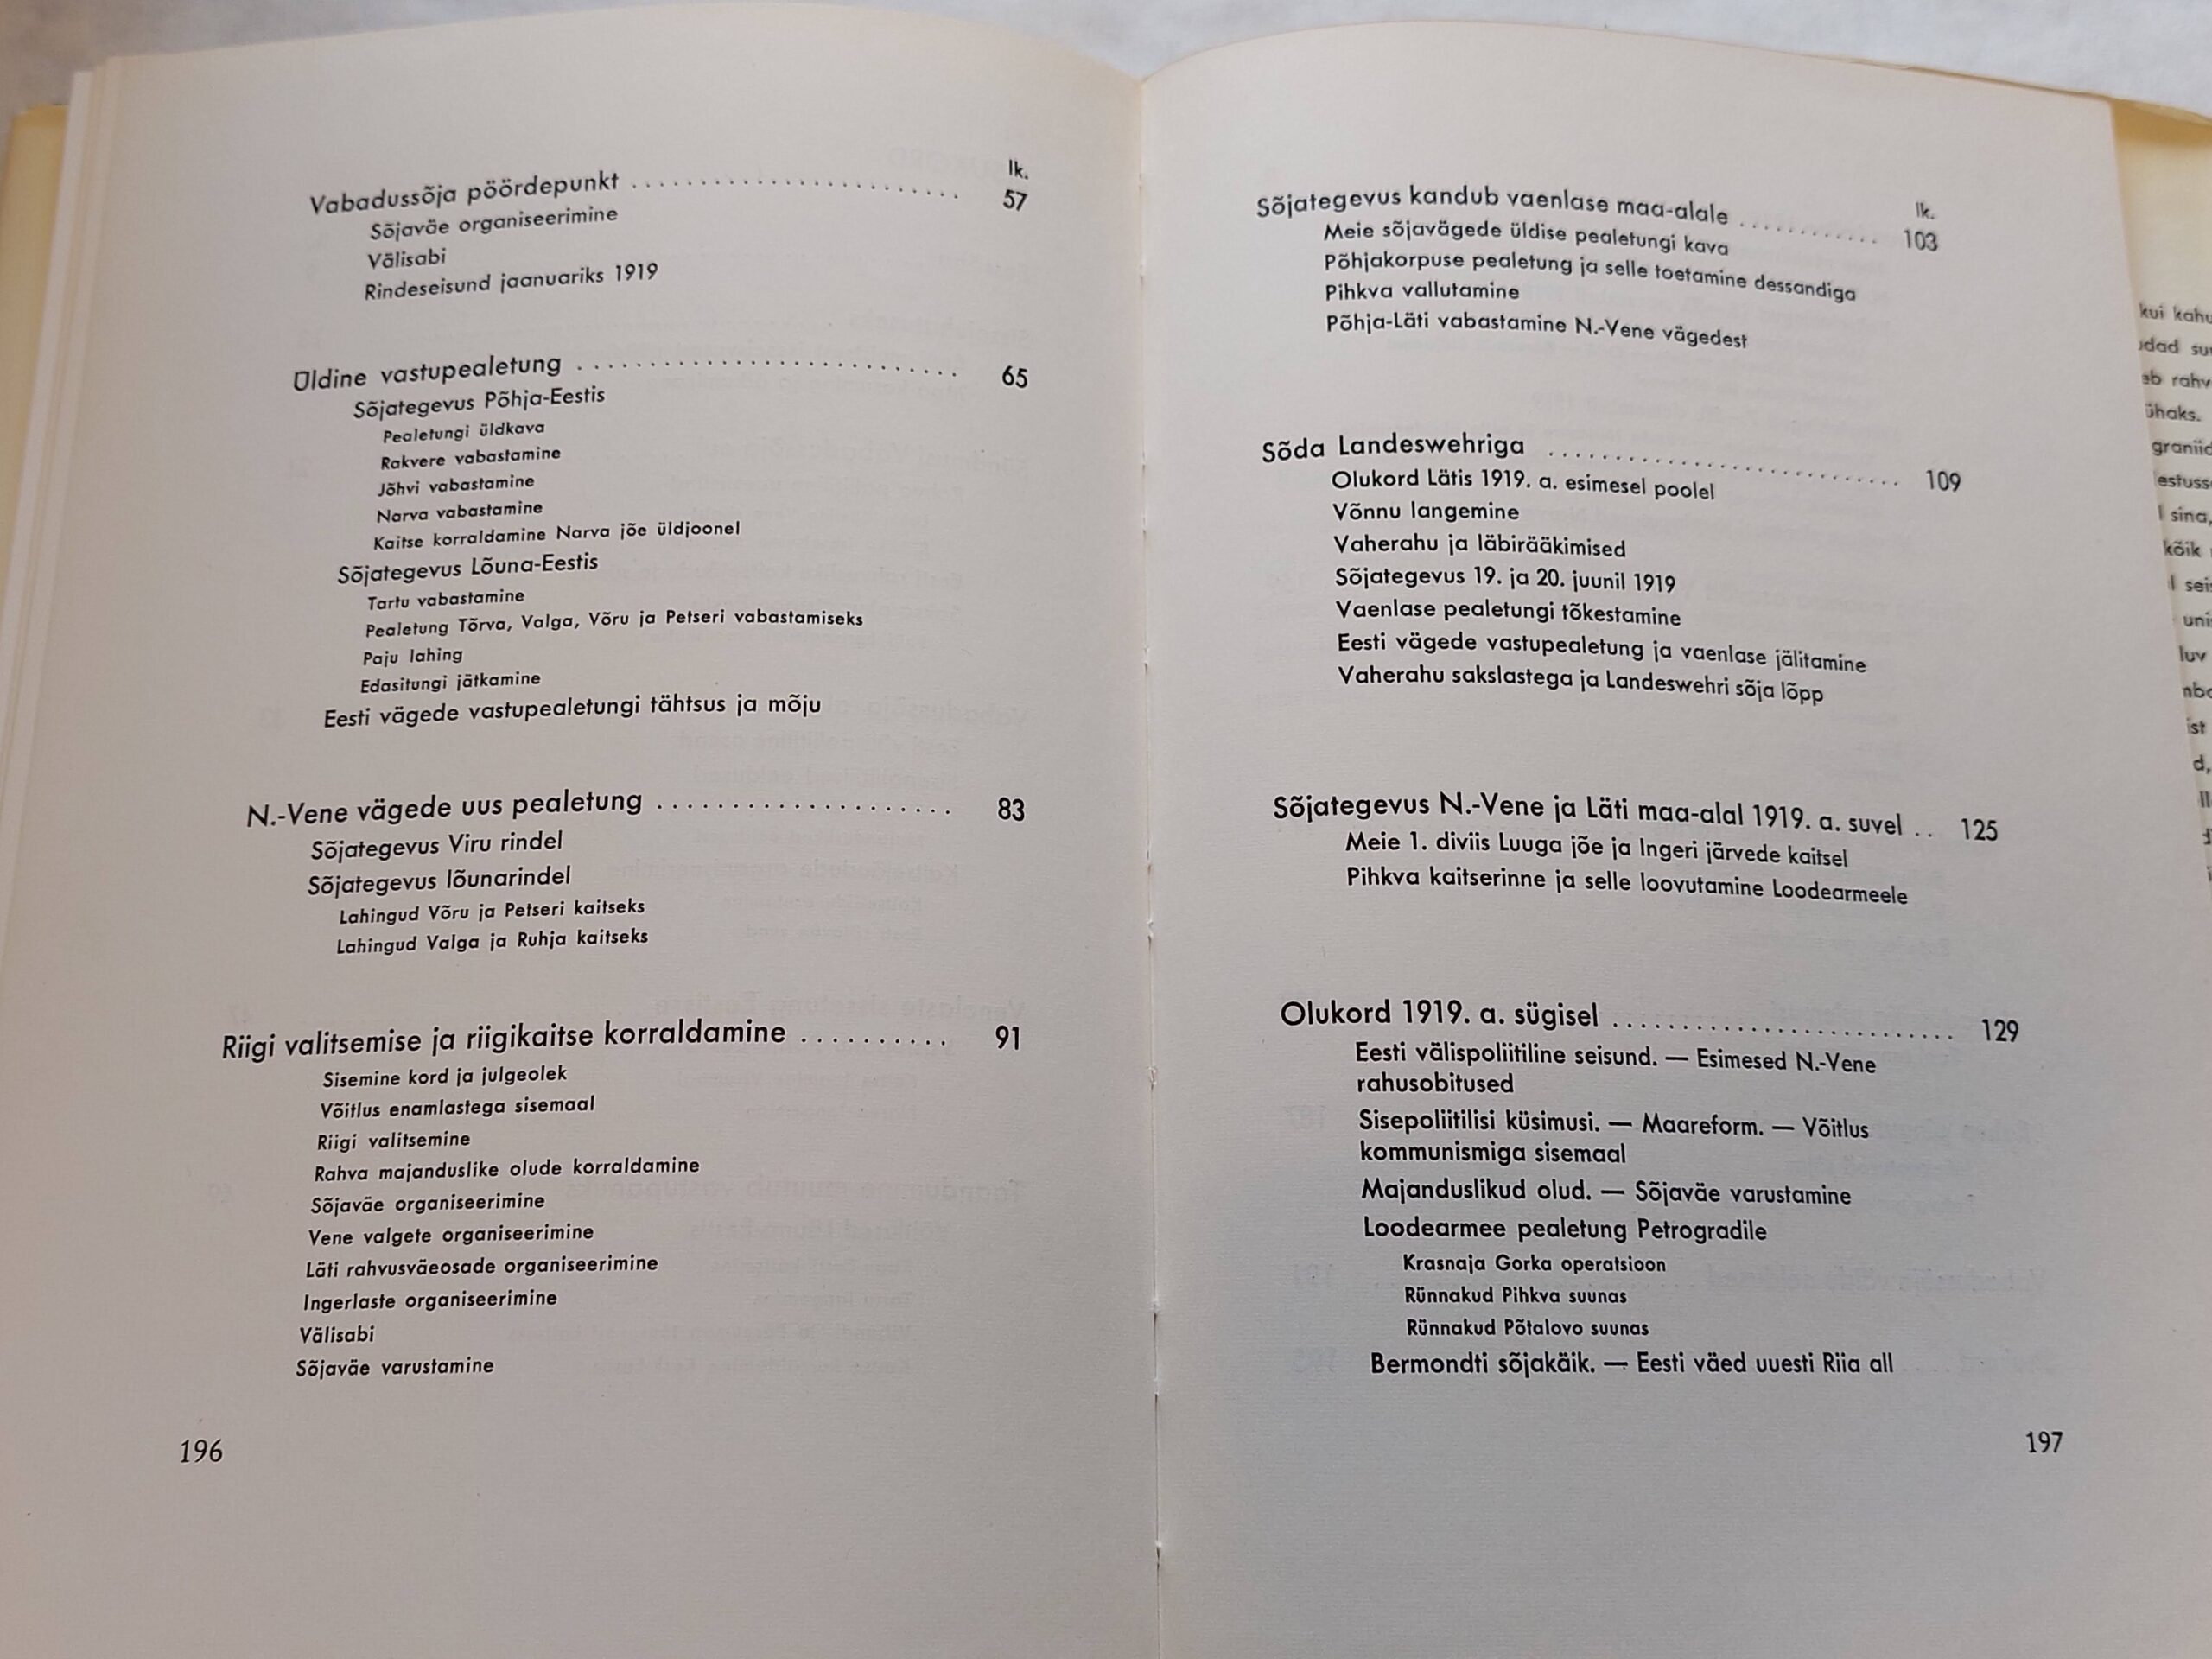 lk.
Vabadussõja pöördepunkt ........................ 57
Sõjaväe organiseerimine
Välisabi
Rindeseisund jaanuariks 1919
Üldine vastupealetung ............................ 65
Sõjategevus Põhja-Eestis
Pealetungi üldkava
Rakvere vabastamine
Jõhvi vabastamine
Narva vabastamine
Kaitse korraldamine Narva jõe üldjoonel
Sõjategevus Lõuna-Eestis
Tartu vabastamine
Pealetung Tõrva, Valga, Võru ja Petseri vabastamiseks
Paju lahing
Edasitungi jätkamine
Eesti vägede vastupealetungi tähtsus ja mõju
N.-Vene vägede uus pealetung ...................... 83
Sõjategevus Viru rindel
Sõjategevus lõunarindel
Lahingud Võru ja Petseri kaitseks
Lahingud Valga ja Ruhja kaitseks
Riigi valitsemise ja riigikaitse korraldamine .......... 91
Sisemine kord ja julgeolek
Võitlus enamlastega sisemaal
Riigi valitsemine
Rahva majanduslike olude korraldamine
Sõjaväe organiseerimine
Vene valgete organiseerimine
Läti rahvusväeosade organiseerimine
Ingerlaste organiseerimine
Välisabi
Sõjaväe varustamine
196
lk.
Sõjategevus kandub vaenlase maa-alale ............ 103
Meie sõjavägede üldise pealetungi kava
Põhjakorpuse pealetung ja selle toetamine dessandiga
Pihkva vallutamine
Põhja-Läti vabastamine N.-Vene vägedest
Sõda Landeswehriga .......................... 109
Olukord Lätis 1919. a. esimesel poolel
Võnnu langemine
Vaherahu ja läbirääkimised
Sõjategevus 19. ja 20. juunil 1919
Vaenlase pealetungi tõkestamine
Eesti vägede vastupealetung ja vaenlase jälitamine
Vaherahu sakslastega ja Landeswehri sõja lõpp
Sõjategevus N.-Vene ja Läti maa-alal 1919. a. suvel .. 125
Meie 1. diviis Luuga jõe ja Ingeri järvede kaitsel
Pihkva kaitserinne ja selle loovutamine Loodearmeele
Olukord 1919. a. sügisel .......................... 129
Eesti välispoliitiline seisund. — Esimesed N.-Vene
rahusobitused
Sisepoliitilisi küsimusi. — Maareform. — Võitlus
kommunismiga sisemaal
Majanduslikud olud. — Sõjaväe varustamine
Loodearmee pealetung Petrogradile
Krasnaja Gorka operatsioon
Rünnakud Pihkva suunas
Rünnakud Põtalovo suunas
Bermondti sõjakäik. — Eesti väed uuesti Riia all
197